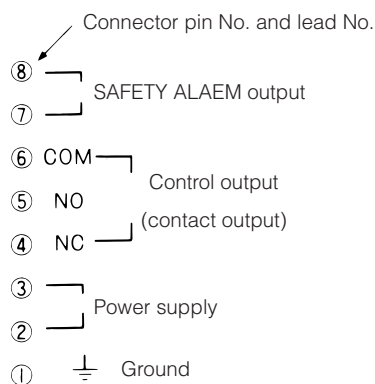 Connector pin No. and lead No.
⑧
SAFETY ALAEM output
⑦
⑥ COM
Control output
⑤ NO
(contact output)
④ NC
③
Power supply
②
① Ground